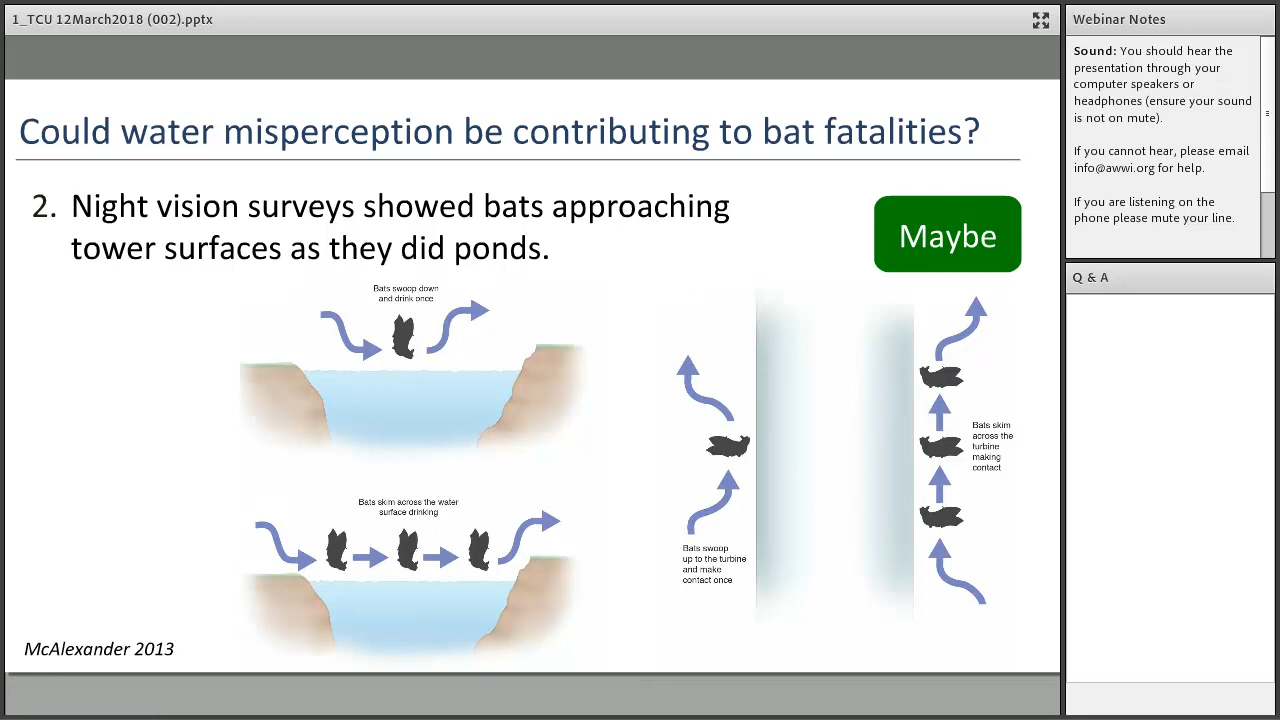 1_TCU 12March2018 (002).pptx
Could water misperception be contributing to bat fatalities?
2. Night vision surveys showed bats approaching
tower surfaces as they did ponds.
Maybe
Bats swoop down
and drink once
Bats skim across the water
surface drinking
Bats swoop
up to the turbine
and make
contact once
Bats skim
across the
turbine
making
contact
McAlexander 2013
Webinar Notes
Sound: You should hear the
presentation through your
computer speakers or
headphones (ensure your sound
is not on mute).
If you cannot hear, please email
info@awwi.org for help.
If you are listening on the
phone please mute your line.
Q & A